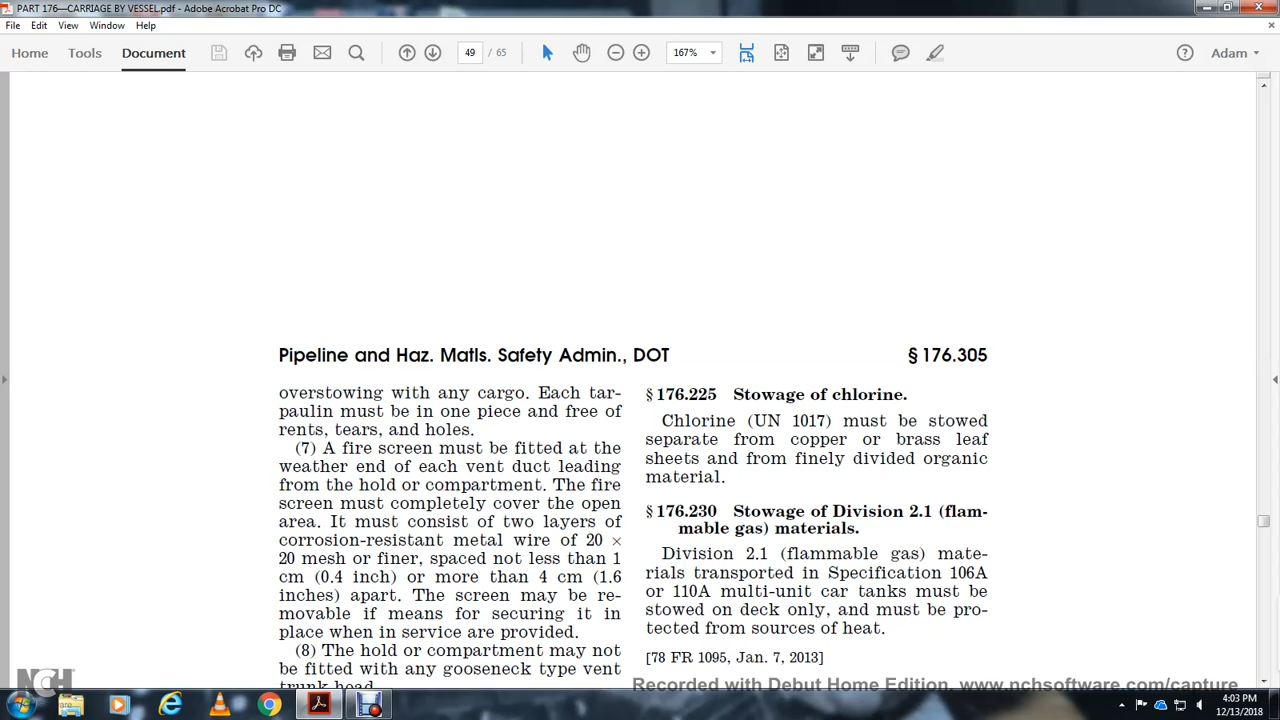 PART 176—CARRIAGE BY VESSEL.pdf - Adobe Acrobat Pro DC
File Edit View Window Help
Home Tools Document 49 / 65 167% Adam
Pipeline and Haz. Matls. Safety Admin., DOT § 176.305
overstowing with any cargo. Each tar-
paulin must be in one piece and free of
rents, tears, and holes.
(7) A fire screen must be fitted at the
weather end of each vent duct leading
from the hold or compartment. The fire
screen must completely cover the open
area. It must consist of two layers of
corrosion-resistant metal wire of 20 ×
20 mesh or finer, spaced not less than 1
cm (0.4 inch) or more than 4 cm (1.6
inches) apart. The screen may be re-
movable if means for securing it in
place when in service are provided.
(8) The hold or compartment may not
be fitted with any gooseneck type vent
trunk head.
§ 176.225 Stowage of chlorine.
Chlorine (UN 1017) must be stowed
separate from copper or brass leaf
sheets and from finely divided organic
material.
§ 176.230 Stowage of Division 2.1 (flam-
mable gas) materials.
Division 2.1 (flammable gas) mate-
rials transported in Specification 106A
or 110A multi-unit car tanks must be
stowed on deck only, and must be pro-
tected from sources of heat.
[78 FR 1095, Jan. 7, 2013]
NCH
Recorded with Debut Home Edition. www.nchsoftware.com/capture
4:03 PM
12/13/2018